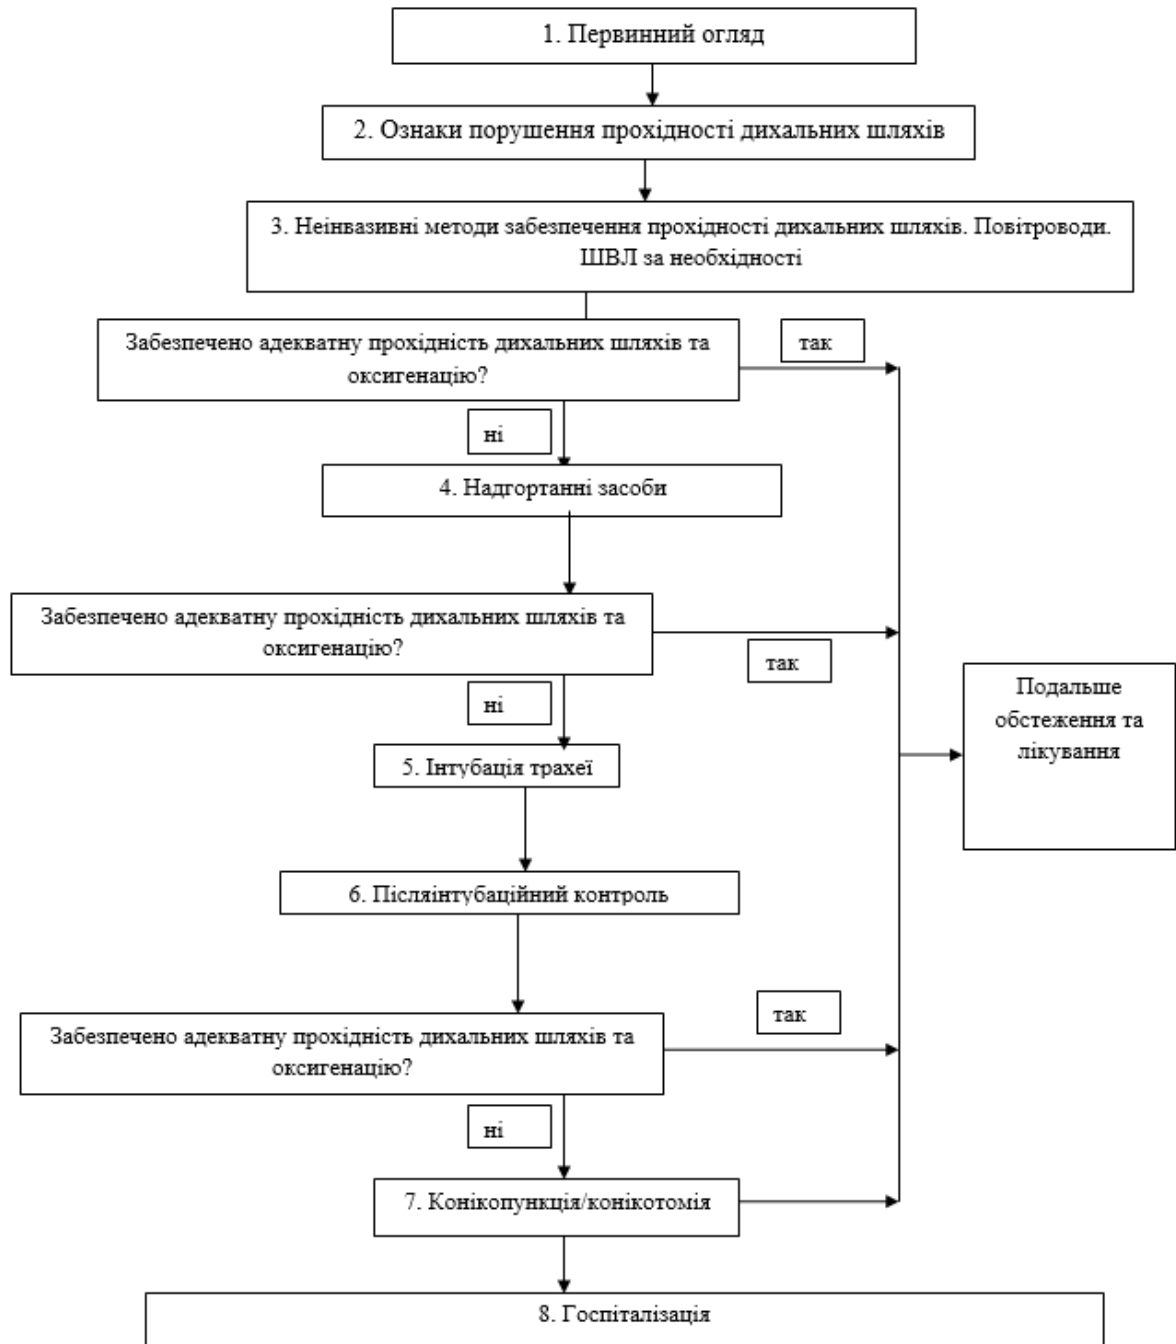 1. Первинний огляд
2. Ознаки порушення прохідності дихальних шляхів
3. Неінвазивні методи забезпечення прохідності дихальних шляхів. Повітроводи.
ШВЛ за необхідності
Забезпечено адекватну прохідність дихальних шляхів та
оксигенацію?
так
ні
4. Надгортанні засоби
Забезпечено адекватну прохідність дихальних шляхів та
оксигенацію?
так
ні
Подальше
обстеження та
лікування
5. Інтубація трахеї
6. Післяінтубаційний контроль
Забезпечено адекватну прохідність дихальних шляхів та
оксигенацію?
так
ні
7. Конікопункція/конікотомія
8. Госпіталізація